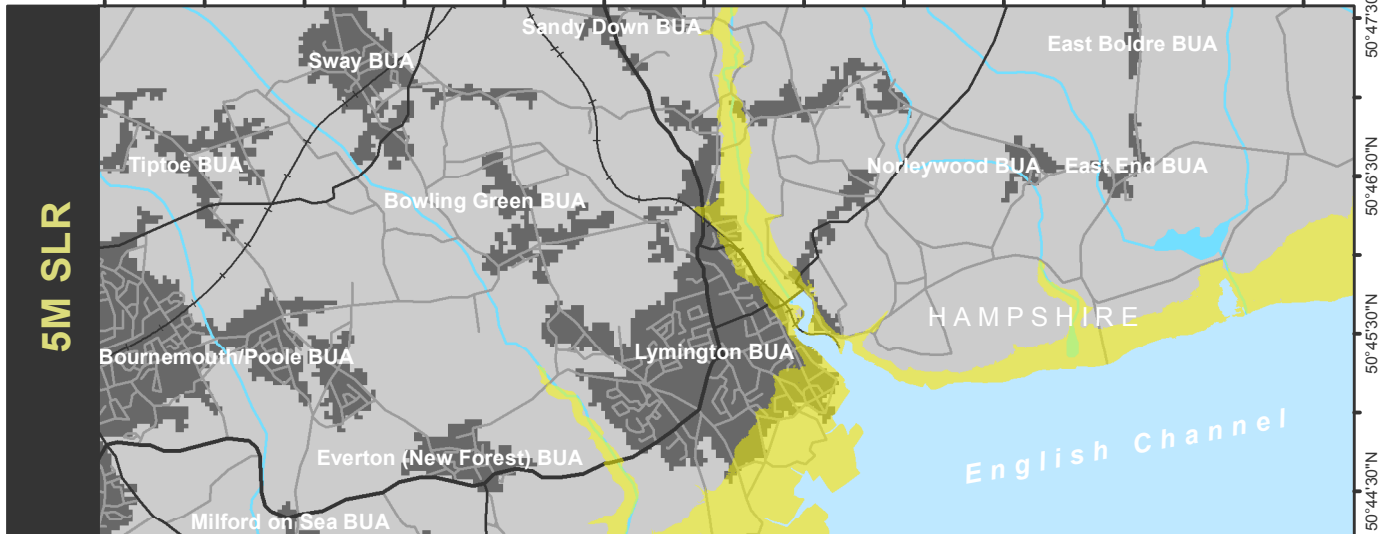 5M SLR
Sandy Down BUA
East Boldre BUA
Sway BUA
Tiptoe BUA
Norleywood BUA
East End BUA
Bowling Green BUA
HAMPSHIRE
Bournemouth/Poole BUA
Lymington BUA
English Channel
Everton (New Forest) BUA
Milford on Sea BUA
50°47'30
50°46'30"N
50°45'30"N
50°44'30"N